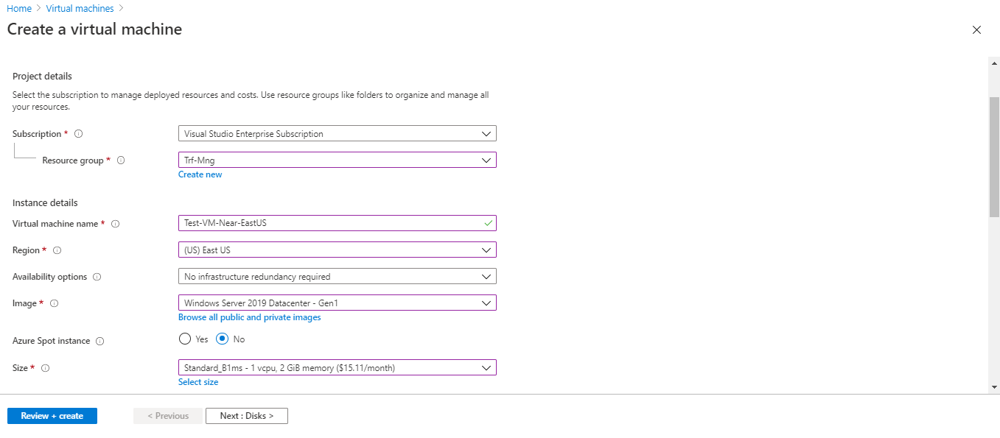 Home > Virtual machines >
Create a virtual machine
Project details
Select the subscription to manage deployed resources and costs. Use resource groups like folders to organize and manage all
your resources.
Subscription * Visual Studio Enterprise Subscription
Resource group * Trf-Mng
Create new
Instance details
Virtual machine name * Test-VM-Near-EastUS
Region * (US) East US
Availability options No infrastructure redundancy required
Image * Windows Server 2019 Datacenter - Gen1
Browse all public and private images
Azure Spot instance Yes No
Size * Standard_B1ms - 1 vcpu, 2 GiB memory ($15.11/month)
Select size
Review + create < Previous Next : Disks >